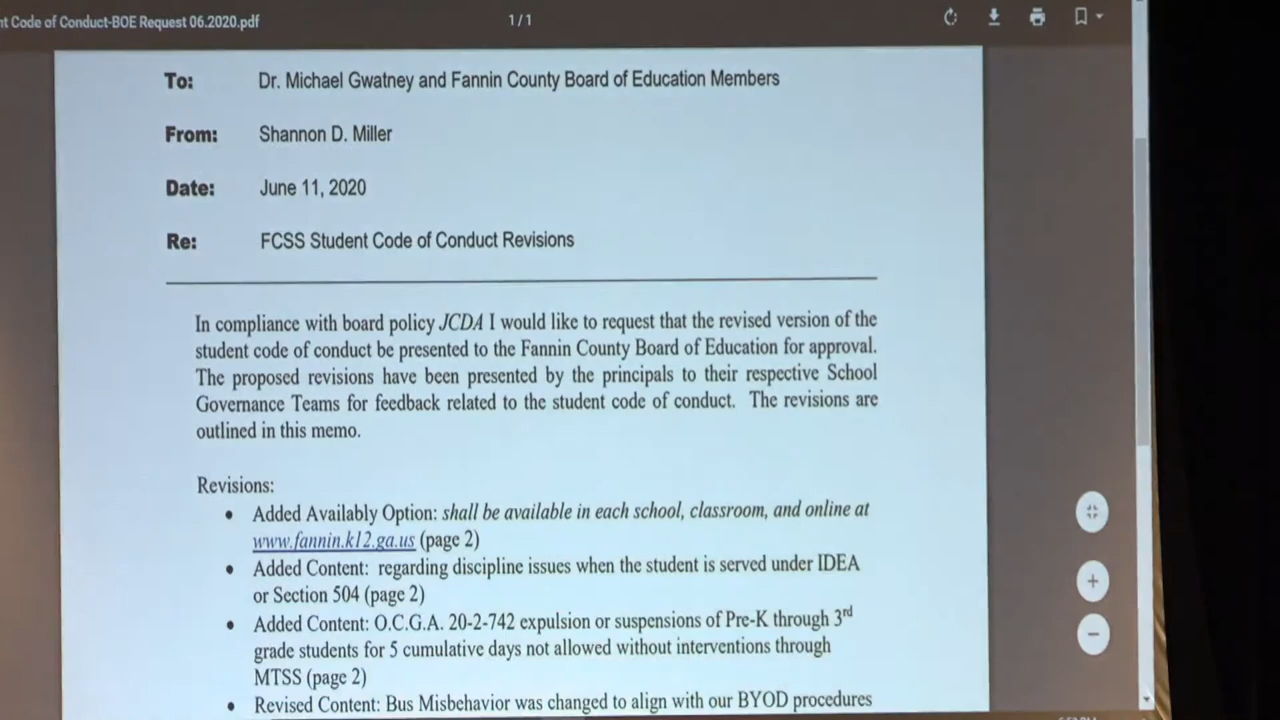 nt Code of Conduct-BOE Request 06.2020.pdf 1 / 1
To: Dr. Michael Gwatney and Fannin County Board of Education Members
From: Shannon D. Miller
Date: June 11, 2020
Re: FCSS Student Code of Conduct Revisions
In compliance with board policy JCDA I would like to request that the revised version of the
student code of conduct be presented to the Fannin County Board of Education for approval.
The proposed revisions have been presented by the principals to their respective School
Governance Teams for feedback related to the student code of conduct. The revisions are
outlined in this memo.
Revisions:
• Added Availably Option: shall be available in each school, classroom, and online at
www.fannin.k12.ga.us (page 2)
• Added Content: regarding discipline issues when the student is served under IDEA
or Section 504 (page 2)
• Added Content: O.C.G.A. 20-2-742 expulsion or suspensions of Pre-K through 3rd
grade students for 5 cumulative days not allowed without interventions through
MTSS (page 2)
• Revised Content: Bus Misbehavior was changed to align with our BYOD procedures